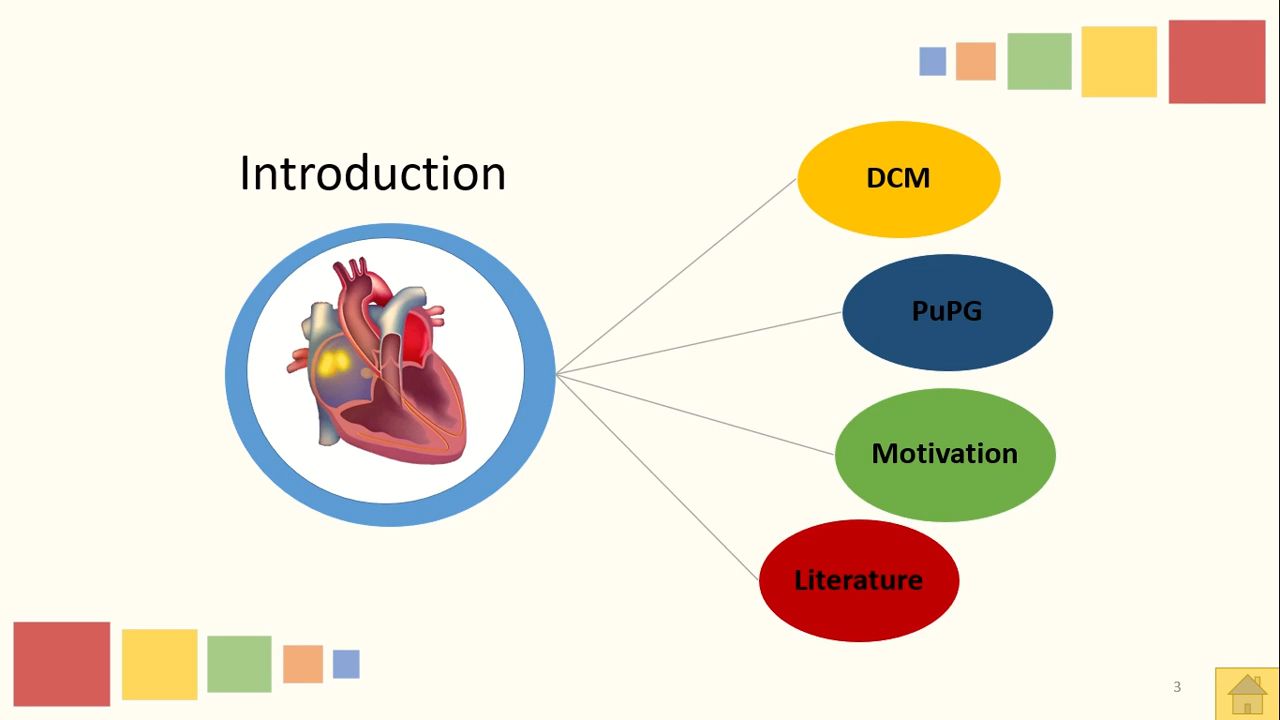 Introduction
DCM
PuPG
Motivation
Literature
3